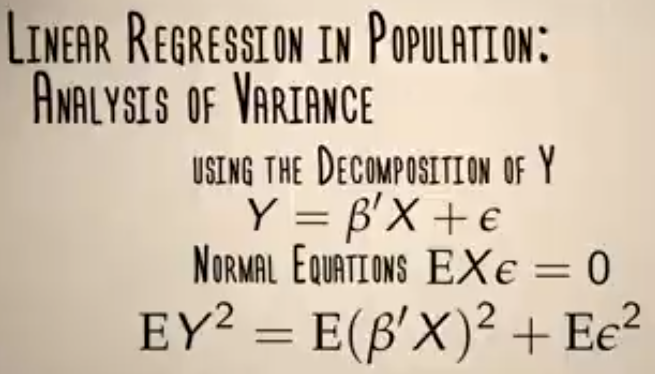 LINEAR REGRESSION IN POPULATION:
ANALYSIS OF VARIANCE
USING THE DECOMPOSITION OF Y
Y = β′X + ϵ
NORMAL EQUATIONS EXϵ = 0
EY² = E(β′X)² + Eϵ²